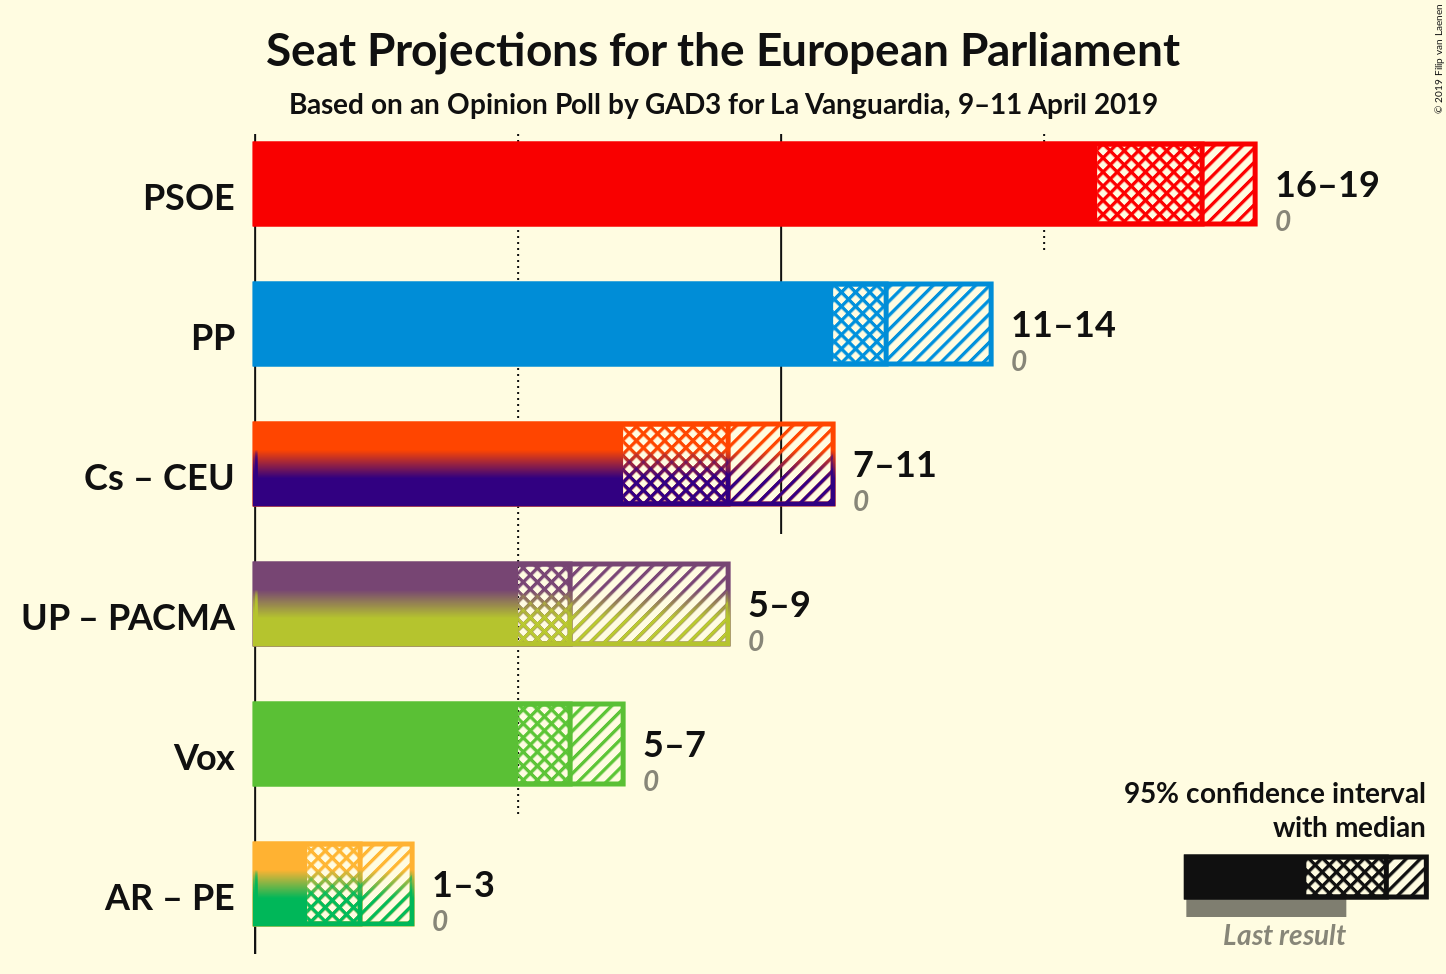 Seat Projections for the European Parliament
Based on an Opinion Poll by GAD3 for La Vanguardia, 9–11 April 2019
© 2019 Filip van Laenen
PSOE
16–19
0
PP
11–14
0
Cs – CEU
7–11
0
UP – PACMA
5–9
0
Vox
5–7
0
AR – PE
1–3
0
95% confidence interval
with median
Last result